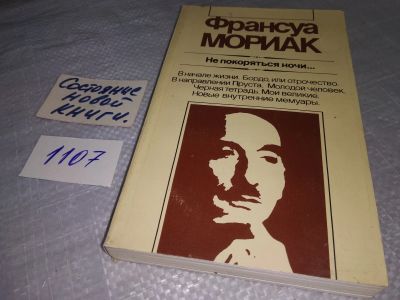 Франсуа
МОРИАК
Не покоряться ночи...
В начале жизни. Бордо, или отрочество.
В направлении Пруста. Молодой человек.
Черная тетрадь. Мои великие.
Новые внутренние мемуары.
Состояние
новой
книги.
1107